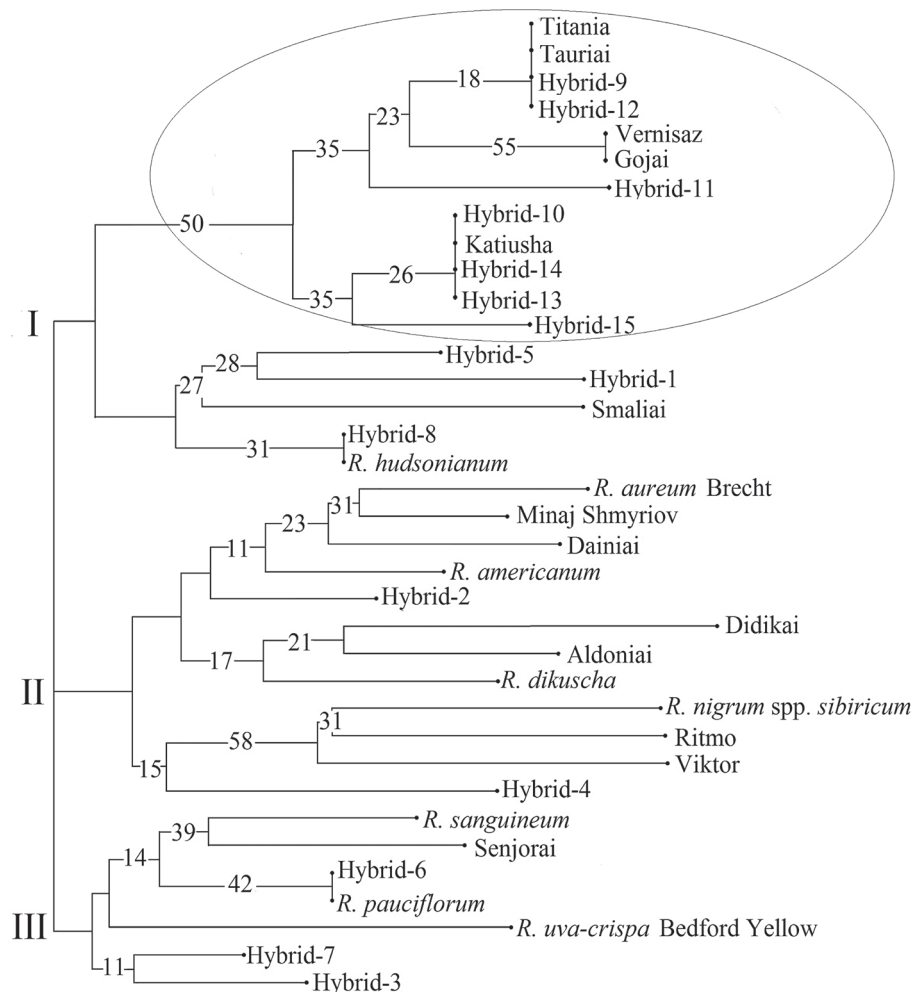 Titania
Tauriai
18
Hybrid-9
Hybrid-12
23
Vernisaz
55
Gojai
35
Hybrid-11
50
Hybrid-10
Katiusha
26
Hybrid-14
35
Hybrid-13
Hybrid-15
I
Hybrid-5
28
Hybrid-1
27
Smaliai
Hybrid-8
31
R. hudsonianum
R. aureum Brecht
31
Minaj Shmyriov
23
Dainiai
11
R. americanum
Hybrid-2
Didikai
21
Aldoniai
17
R. dikuscha
II
R. nigrum spp. sibiricum
31
Ritmo
58
Viktor
15
Hybrid-4
R. sanguineum
39
Senjorai
14
Hybrid-6
42
R. pauciflorum
III
R. uva-crispa Bedford Yellow
Hybrid-7
11
Hybrid-3